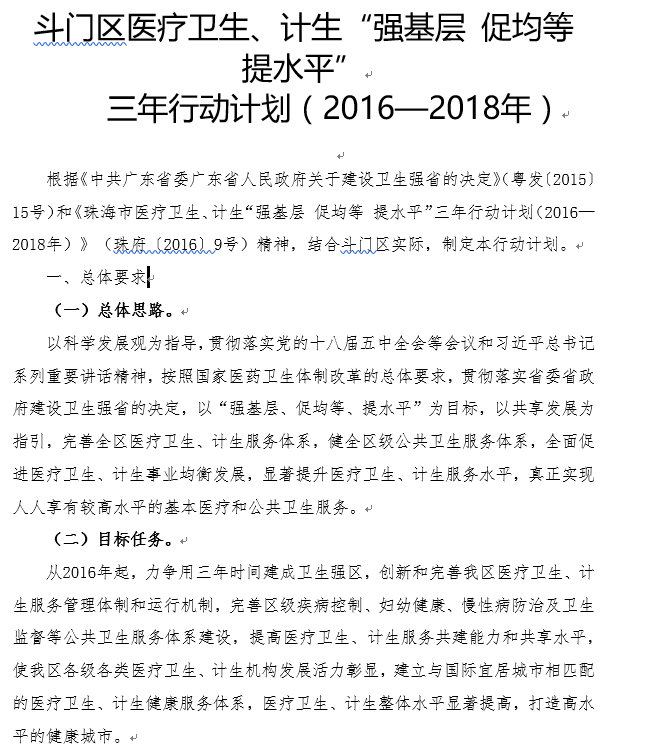 斗门区医疗卫生、计生“强基层 促均等
提水平”
三年行动计划（2016—2018年）
根据《中共广东省委广东省人民政府关于建设卫生强省的决定》（粤发〔2015〕
15号）和《珠海市医疗卫生、计生“强基层 促均等 提水平”三年行动计划（2016—
2018年）》（珠府〔2016〕9号）精神，结合斗门区实际，制定本行动计划。
一、总体要求
（一）总体思路。
以科学发展观为指导，贯彻落实党的十八届五中全会等会议和习近平总书记
系列重要讲话精神，按照国家医药卫生体制改革的总体要求，贯彻落实省委省政
府建设卫生强省的决定，以“强基层、促均等、提水平”为目标，以共享发展为
指引，完善全区医疗卫生、计生服务体系，健全区级公共卫生服务体系，全面促
进医疗卫生、计生事业均衡发展，显著提升医疗卫生、计生服务水平，真正实现
人人享有较高水平的基本医疗和公共卫生服务。
（二）目标任务。
从2016年起，力争用三年时间建成卫生强区，创新和完善我区医疗卫生、计
生服务管理体制和运行机制，完善区级疾病控制、妇幼健康、慢性病防治及卫生
监督等公共卫生服务体系建设，提高医疗卫生、计生服务共建能力和共享水平，
使我区各级各类医疗卫生、计生机构发展活力彰显，建立与国际宜居城市相匹配
的医疗卫生、计生健康服务体系，医疗卫生、计生整体水平显著提高，打造高水
平的健康城市。